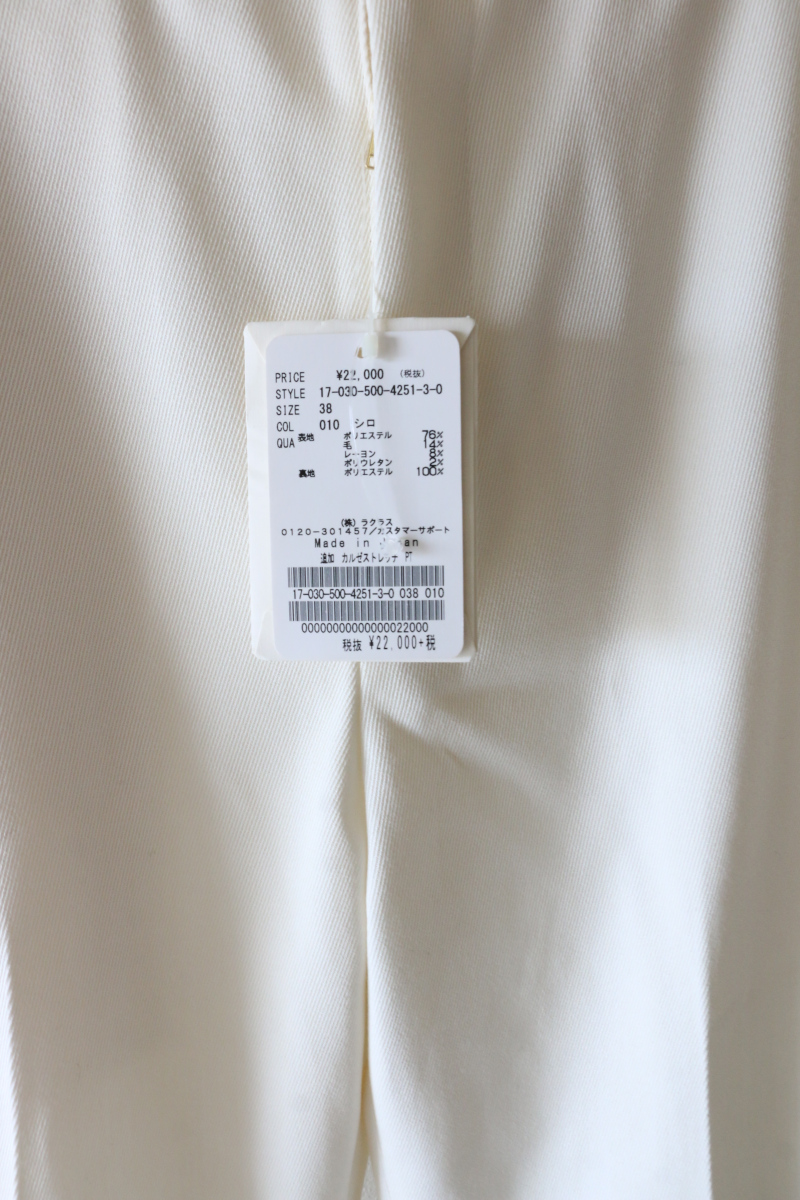 PRICE ¥22,000 (税抜)
STYLE 17-030-500-4251-3-0
SIZE 38
COL 010 シロ
QUA 表地 ポリエステル 76%
毛 14%
レーヨン 8%
ポリウレタン 2%
裏地 ポリエステル 100%
(株)ラクラス
0120-301457/カスタマーサポート
Made in Japan
追加 カルゼストレッチ PT
17-030-500-4251-3-0 038 010
00000000000000022000
税抜 ¥22,000+税